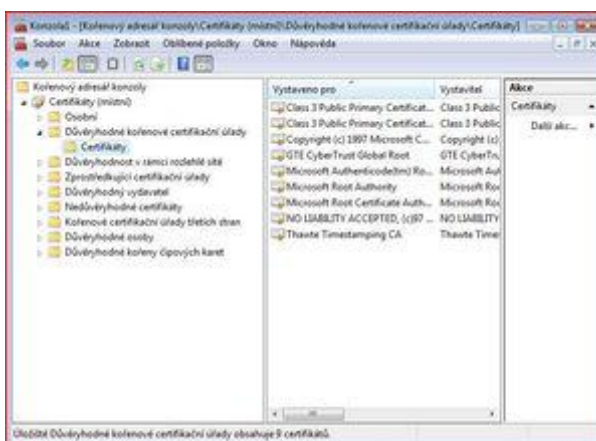 Konzola1 - [Kořenový adresář konzoly\Certifikáty (místní)\Důvěryhodné kořenové certifikační úřady\Certifikáty]
Soubor Akce Zobrazit Oblíbené položky Okno Nápověda
Kořenový adresář konzoly
Certifikáty (místní)
Osobní
Důvěryhodné kořenové certifikační úřady
Certifikáty
Důvěryhodnost v rámci rozlehlé sítě
Zprostředkující certifikační úřady
Důvěryhodný vydavatel
Nedůvěryhodné certifikáty
Kořenové certifikační úřady třetích stran
Důvěryhodné osoby
Důvěryhodné kořeny čipových karet
Vystaveno pro Vystavitel
Class 3 Public Primary Certificat... Class 3 Public
Class 3 Public Primary Certificat... Class 3 Public
Copyright (c) 1997 Microsoft C... Copyright (c)
GTE CyberTrust Global Root GTE CyberTru
Microsoft Authenticode(tm) Ro... Microsoft Aut
Microsoft Root Authority Microsoft Roo
Microsoft Root Certificate Auth... Microsoft Roo
NO LIABILITY ACCEPTED, (c)97 ... NO LIABILITY
Thawte Timestamping CA Thawte Time
Akce
Certifikáty
Další akc...
Úložiště Důvěryhodné kořenové certifikační úřady obsahuje 9 certifikátů.